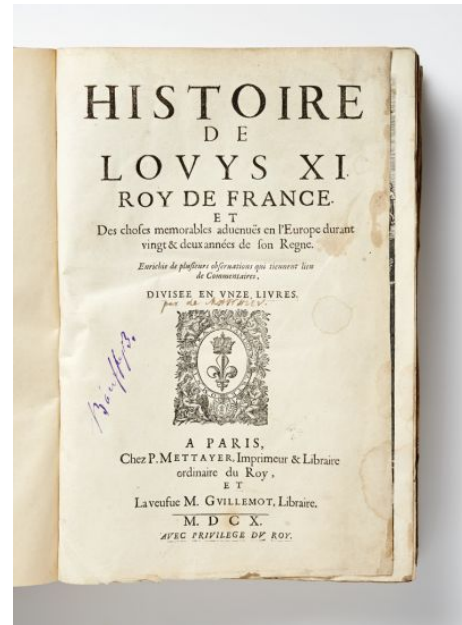 HISTOIRE
DE
LOVYS XI.
ROY DE FRANCE.
ET
Des choſes memorables aduenuës en l'Europe durant
vingt & deux années de ſon Regne.
Enrichie de pluſieurs obſeruations qui tiennent lieu
de Commentaires.
DIVISEE EN VNZE LIVRES.
par de
A PARIS,
Chez P. METTAYER, Imprimeur & Libraire
ordinaire du Roy,
ET
La veufue M. GVILLEMOT, Libraire.
M. D C X.
AVEC PRIVILEGE DV ROY.